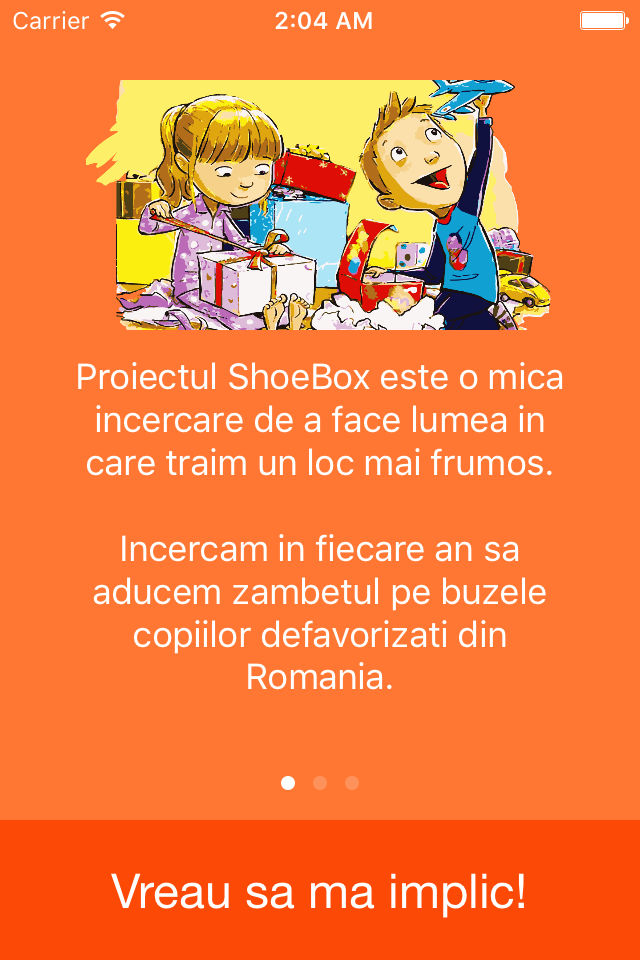 Carrier 2:04 AM
Proiectul ShoeBox este o mica
incercare de a face lumea in
care traim un loc mai frumos.
Incercam in fiecare an sa
aducem zambetul pe buzele
copiilor defavorizati din
Romania.
Vreau sa ma implic!